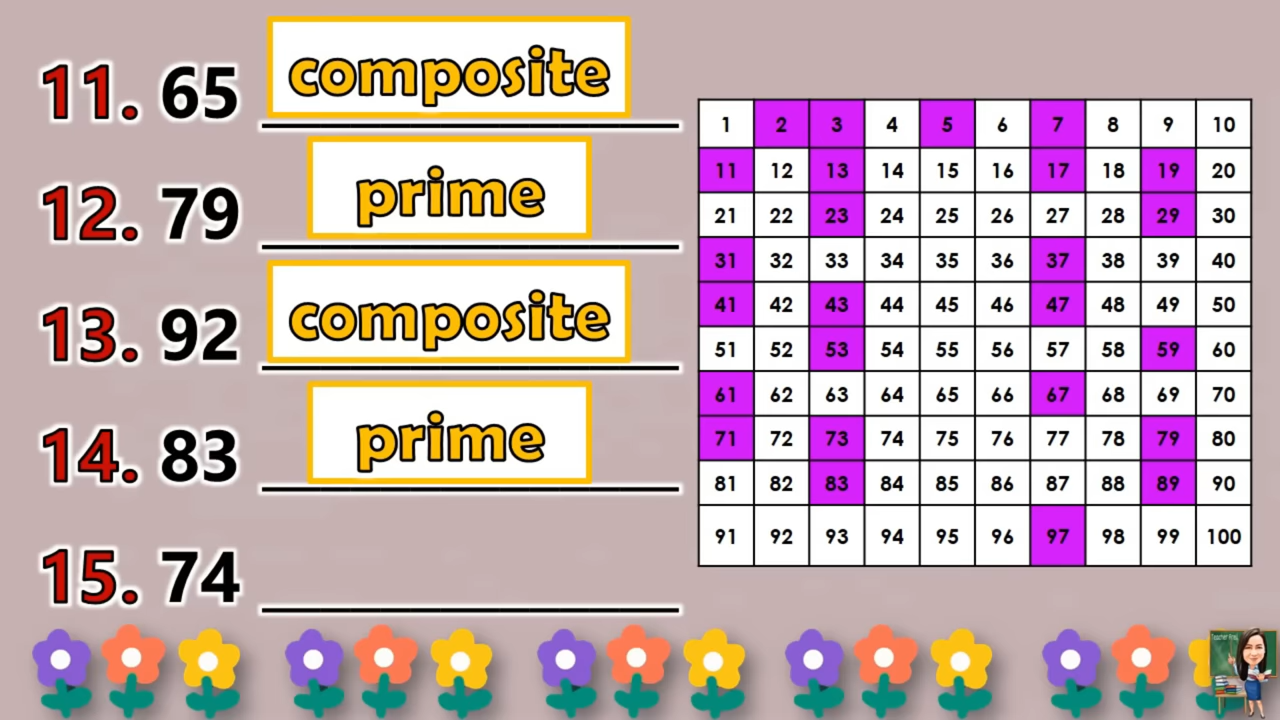 11. 65 composite
12. 79 prime
13. 92 composite
14. 83 prime
15. 74
1 2 3 4 5 6 7 8 9 10
11 12 13 14 15 16 17 18 19 20
21 22 23 24 25 26 27 28 29 30
31 32 33 34 35 36 37 38 39 40
41 42 43 44 45 46 47 48 49 50
51 52 53 54 55 56 57 58 59 60
61 62 63 64 65 66 67 68 69 70
71 72 73 74 75 76 77 78 79 80
81 82 83 84 85 86 87 88 89 90
91 92 93 94 95 96 97 98 99 100